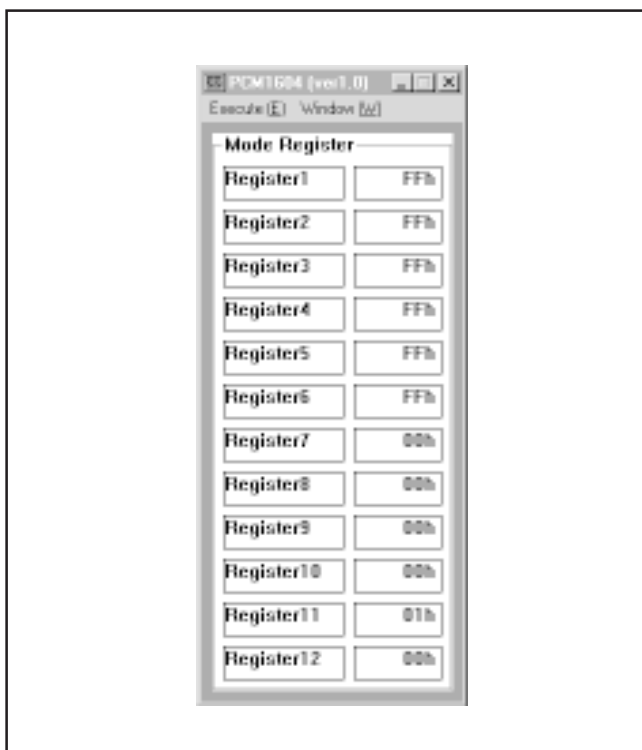 PCM1604 (ver1.0)
Execute (E) Window (W)
Mode Register
Register1 FFh
Register2 FFh
Register3 FFh
Register4 FFh
Register5 FFh
Register6 FFh
Register7 00h
Register8 00h
Register9 00h
Register10 00h
Register11 01h
Register12 00h